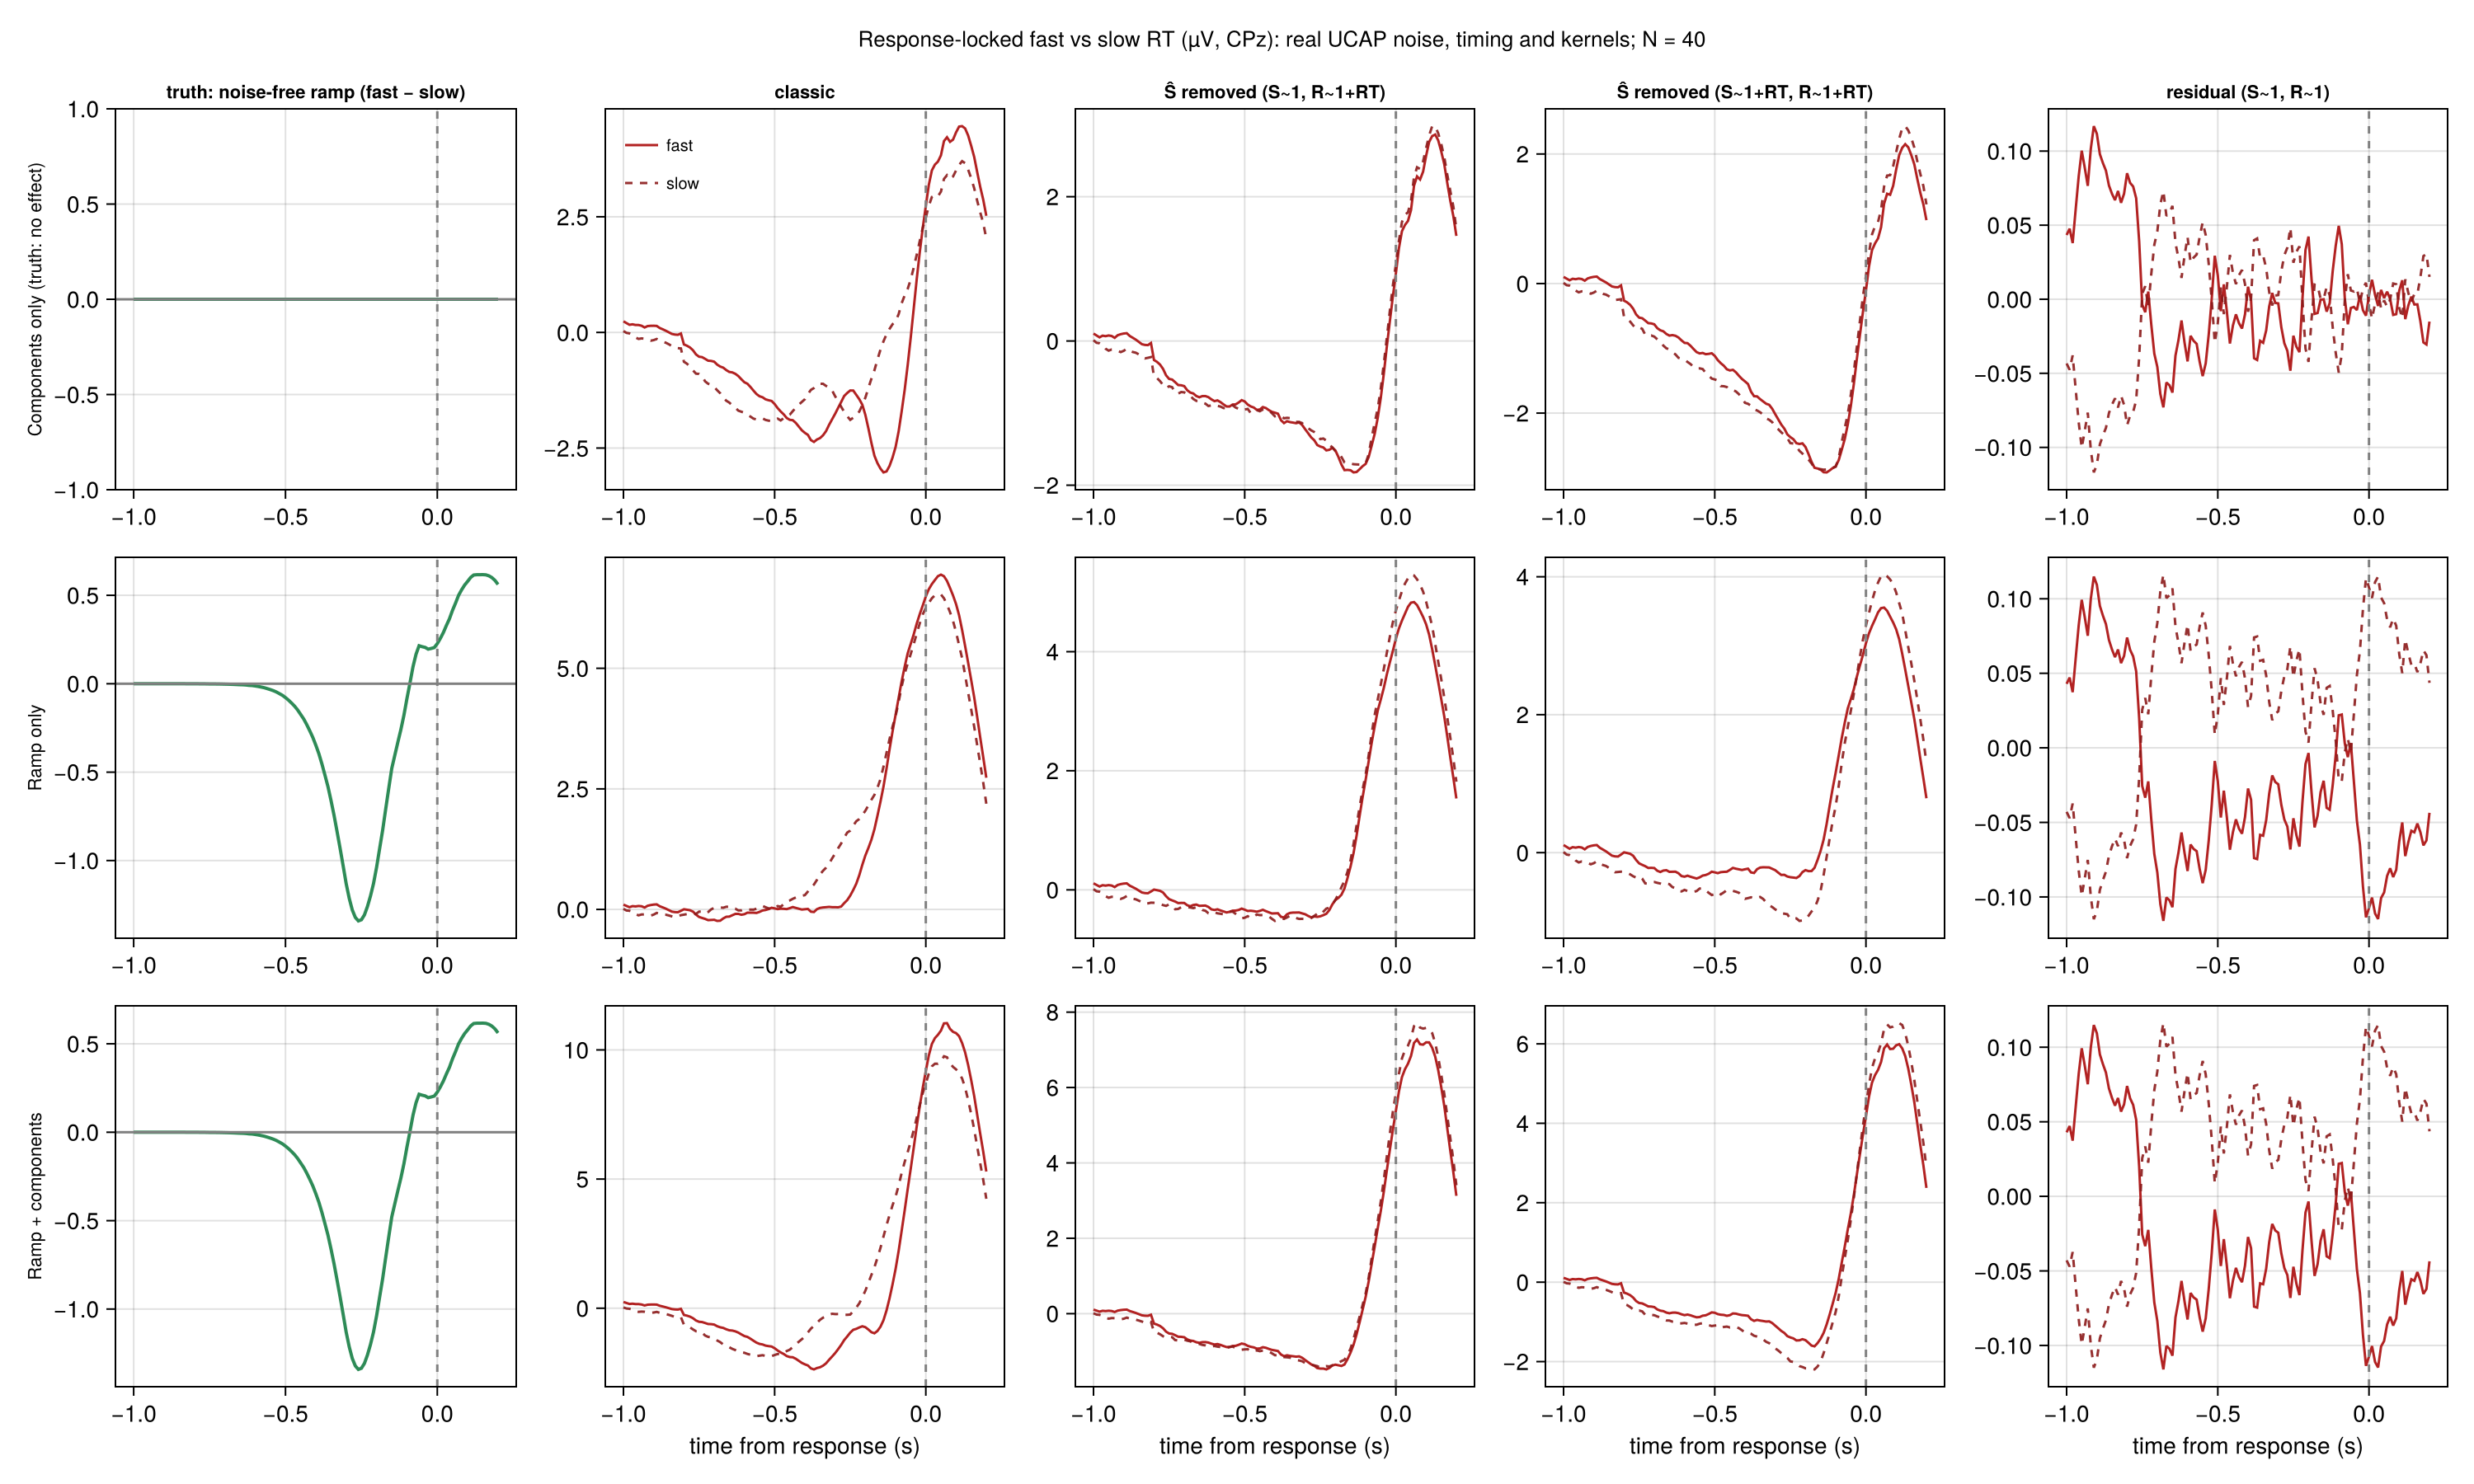 Response-locked fast vs slow RT (µV, CPz): real UCAP noise, timing and kernels; N = 40
truth: noise-free ramp (fast − slow)
classic
Ŝ removed (S~1, R~1+RT)
Ŝ removed (S~1+RT, R~1+RT)
residual (S~1, R~1)
Components only (truth: no effect)
1.0
0.5
0.0
−0.5
−1.0
−1.0 −0.5 0.0
fast
slow
2.5
0.0
−2.5
−1.0 −0.5 0.0
2
0
−2
−1.0 −0.5 0.0
2
0
−2
−1.0 −0.5 0.0
0.10
0.05
0.00
−0.05
−0.10
−1.0 −0.5 0.0
Ramp only
0.5
0.0
−0.5
−1.0
−1.0 −0.5 0.0
5.0
2.5
0.0
−1.0 −0.5 0.0
4
2
0
−1.0 −0.5 0.0
4
2
0
−1.0 −0.5 0.0
0.10
0.05
0.00
−0.05
−0.10
−1.0 −0.5 0.0
Ramp + components
0.5
0.0
−0.5
−1.0
−1.0 −0.5 0.0
10
5
0
−1.0 −0.5 0.0
time from response (s)
8
6
4
2
0
−1.0 −0.5 0.0
time from response (s)
6
4
2
0
−2
−1.0 −0.5 0.0
time from response (s)
0.10
0.05
0.00
−0.05
−0.10
−1.0 −0.5 0.0
time from response (s)